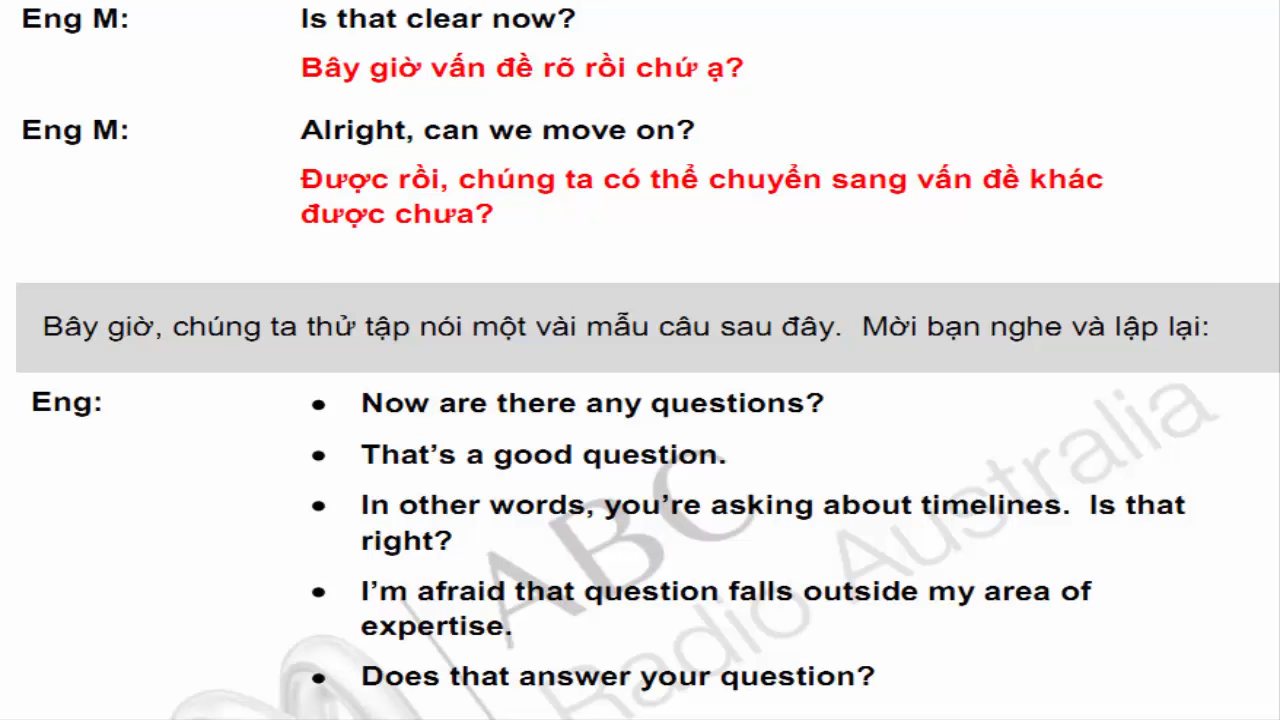 Eng M: Is that clear now?
Bây giờ vấn đề rõ rồi chứ ạ?
Eng M: Alright, can we move on?
Được rồi, chúng ta có thể chuyển sang vấn đề khác
được chưa?
Bây giờ, chúng ta thử tập nói một vài mẫu câu sau đây. Mời bạn nghe và lập lại:
Eng: • Now are there any questions?
• That’s a good question.
• In other words, you’re asking about timelines. Is that
right?
• I’m afraid that question falls outside my area of
expertise.
• Does that answer your question?
ABC
Radio Australia